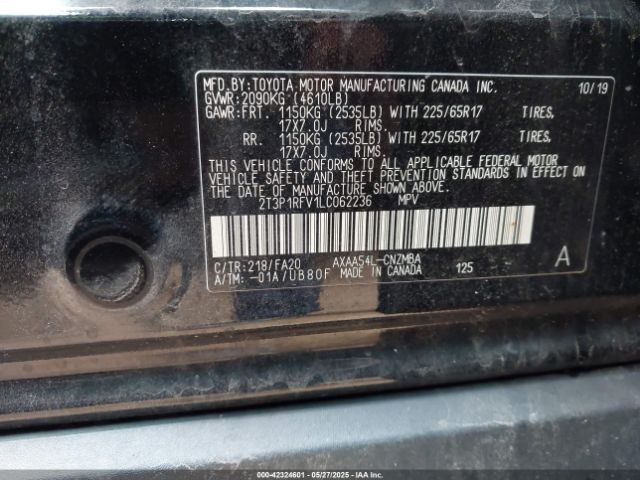 MFD.BY:TOYOTA MOTOR MANUFACTURING CANADA INC. 10/19
GVWR:2090KG (4610LB)
GAWR:FRT. 1150KG (2535LB) WITH 225/65R17 TIRES,
17X7.0J RIMS.
RR. 1150KG (2535LB) WITH 225/65R17 TIRES,
17X7.0J RIMS.
THIS VEHICLE CONFORMS TO ALL APPLICABLE FEDERAL MOTOR
VEHICLE SAFETY AND THEFT PREVENTION STANDARDS IN EFFECT ON THE
DATE OF MANUFACTURE SHOWN ABOVE.
2T3P1RFV1LC062236 MPV
C/TR:218/FA20 AXAA54L-CNZMBA 125 A
A/TM: -01A/UB80F MADE IN CANADA
000-42324601 - 05/27/2025 - IAAI.COM